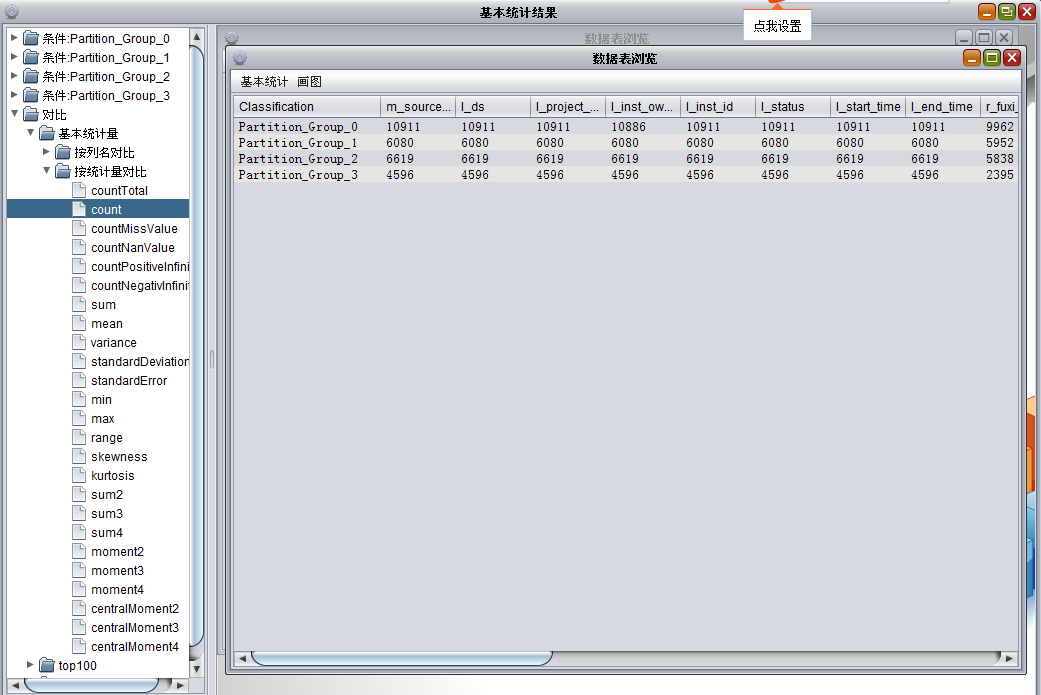 基本统计结果
点我设置
条件:Partition_Group_0
条件:Partition_Group_1
条件:Partition_Group_2
条件:Partition_Group_3
对比
基本统计量
按列名对比
按统计量对比
countTotal
count
countMissValue
countNanValue
countPositiveInfini
countNegativInfinit
sum
mean
variance
standardDeviation
standardError
min
max
range
skewness
kurtosis
sum2
sum3
sum4
moment2
moment3
moment4
centralMoment2
centralMoment3
centralMoment4
top100
数据表浏览
数据表浏览
基本统计 画图
Classification m_source... l_ds l_project_... l_inst_ow... l_inst_id l_status l_start_time l_end_time r_fuxi_
Partition_Group_0 10911 10911 10911 10886 10911 10911 10911 10911 9962
Partition_Group_1 6080 6080 6080 6080 6080 6080 6080 6080 5952
Partition_Group_2 6619 6619 6619 6619 6619 6619 6619 6619 5838
Partition_Group_3 4596 4596 4596 4596 4596 4596 4596 4596 2395